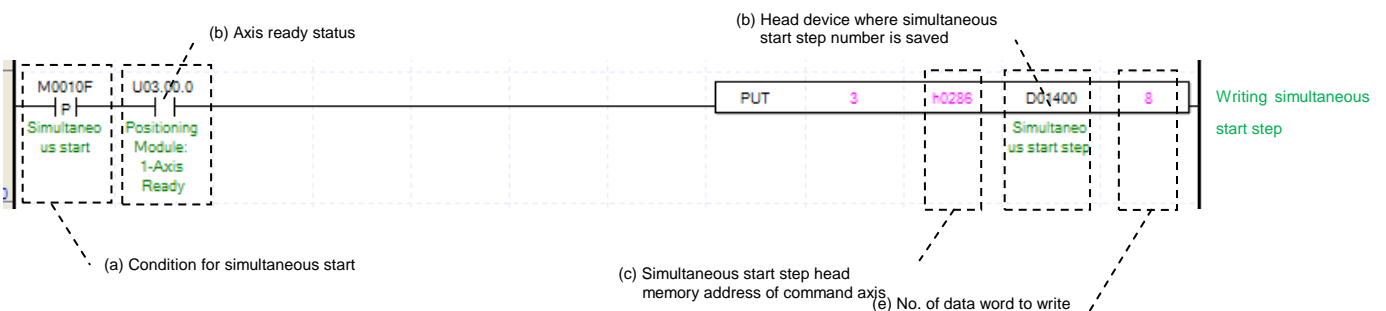 (b) Axis ready status
(b) Head device where simultaneous
start step number is saved
M0010F
U03.00.0
P
PUT 3 h0286 D01400 8
Simultaneo
us start
Positioning
Module:
1-Axis
Ready
Simultaneo
us start step
Writing simultaneous
start step
(a) Condition for simultaneous start
(c) Simultaneous start step head
memory address of command axis
(e) No. of data word to write